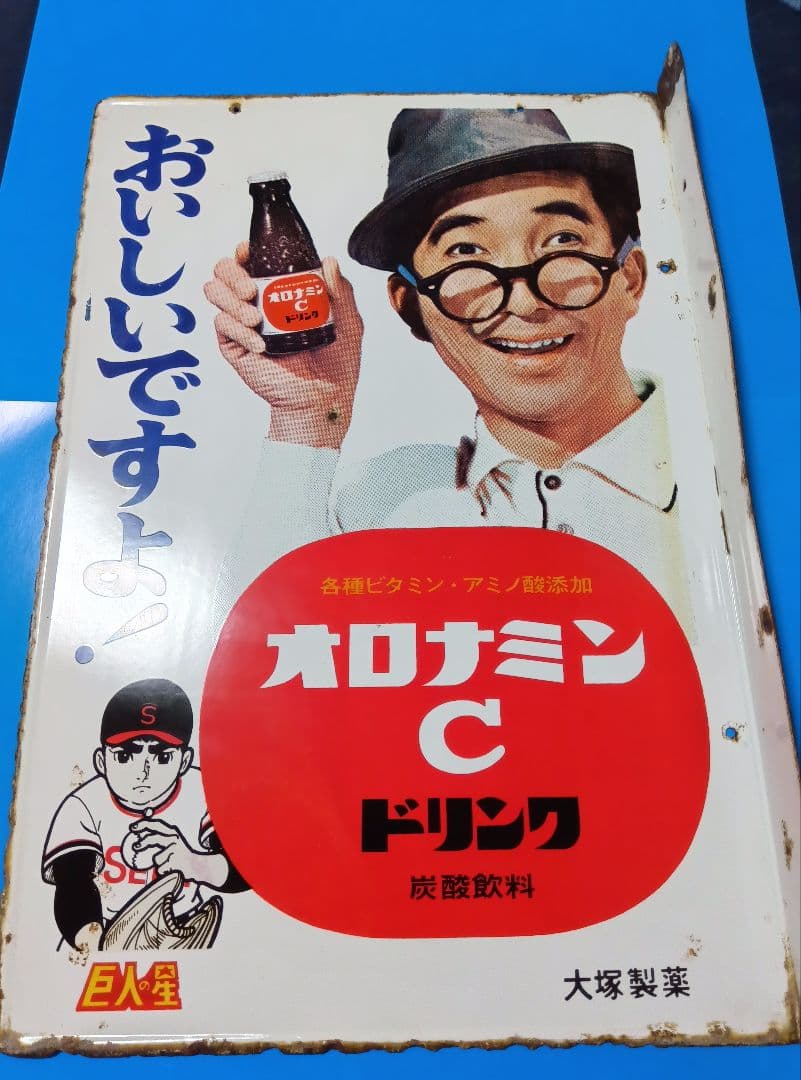 おいしいですよ!
オロナミン
C
ドリンク
各種ビタミン・アミノ酸添加
オロナミン
C
ドリンク
炭酸飲料
S
SE
巨人の星
大塚製薬